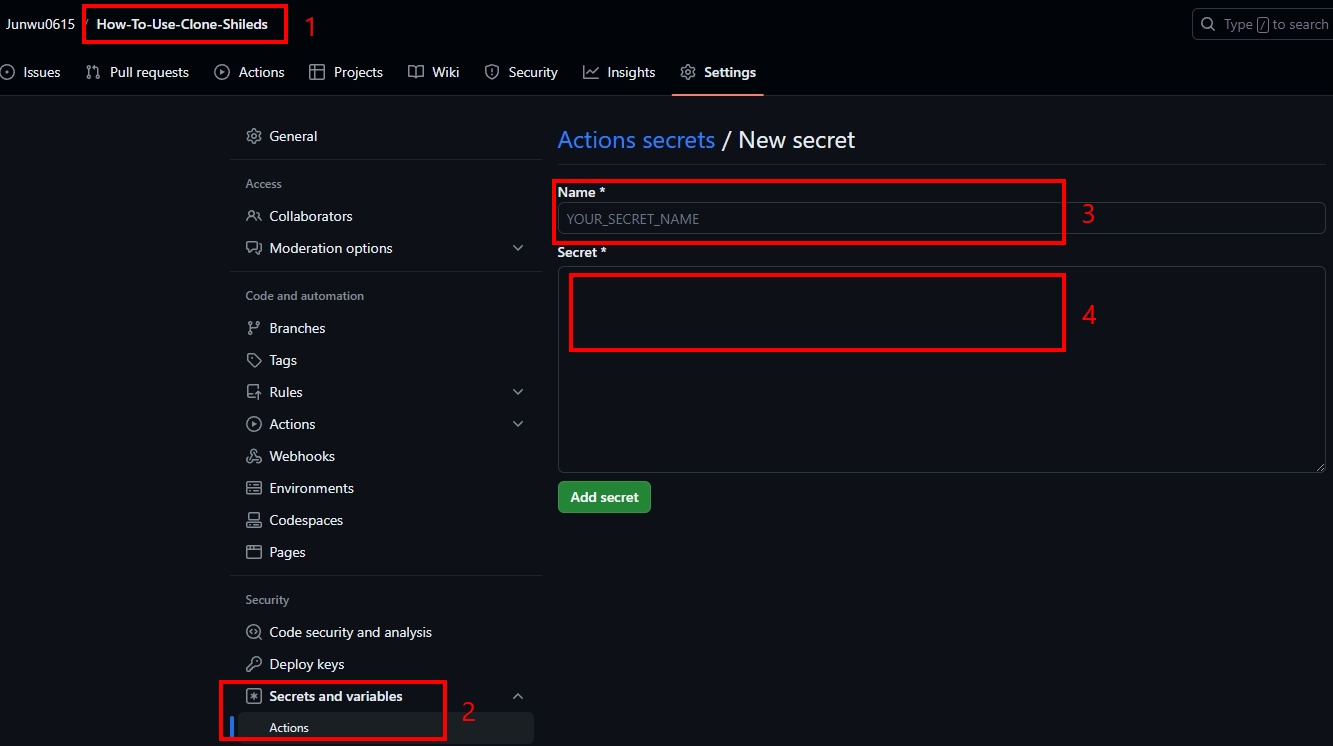 Junwu0615 / How-To-Use-Clone-Shileds 1
Type / to search
Issues Pull requests Actions Projects Wiki Security Insights Settings
General
Access
Collaborators
Moderation options
Code and automation
Branches
Tags
Rules
Actions
Webhooks
Environments
Codespaces
Pages
Security
Code security and analysis
Deploy keys
Secrets and variables
2
Actions
Actions secrets / New secret
Name *
YOUR_SECRET_NAME
3
Secret *
4
Add secret